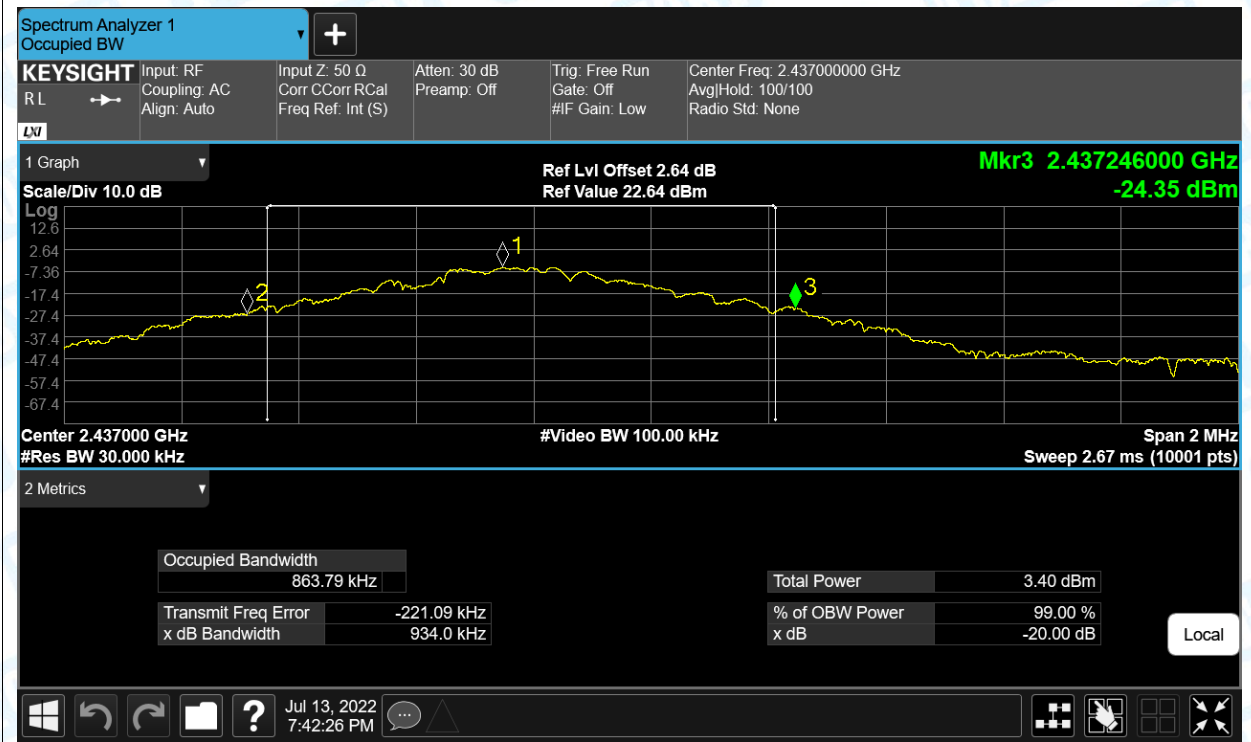 Spectrum Analyzer 1
Occupied BW
KEYSIGHT
R L
LXI
Input: RF
Coupling: AC
Align: Auto
Input Z: 50 Ω
Corr CCorr RCal
Freq Ref: Int (S)
Atten: 30 dB
Preamp: Off
Trig: Free Run
Gate: Off
#IF Gain: Low
Center Freq: 2.437000000 GHz
Avg|Hold: 100/100
Radio Std: None
1 Graph
Scale/Div 10.0 dB
Ref Lvl Offset 2.64 dB
Ref Value 22.64 dBm
Mkr3 2.437246000 GHz
-24.35 dBm
Log
12.6
2.64
-7.36
-17.4
-27.4
-37.4
-47.4
-57.4
-67.4
1
2
3
Center 2.437000 GHz
#Video BW 100.00 kHz
Span 2 MHz
#Res BW 30.000 kHz
Sweep 2.67 ms (10001 pts)
2 Metrics
Occupied Bandwidth
863.79 kHz
Transmit Freq Error -221.09 kHz
x dB Bandwidth 934.0 kHz
Total Power 3.40 dBm
% of OBW Power 99.00 %
x dB -20.00 dB
Local
?
Jul 13, 2022
7:42:26 PM